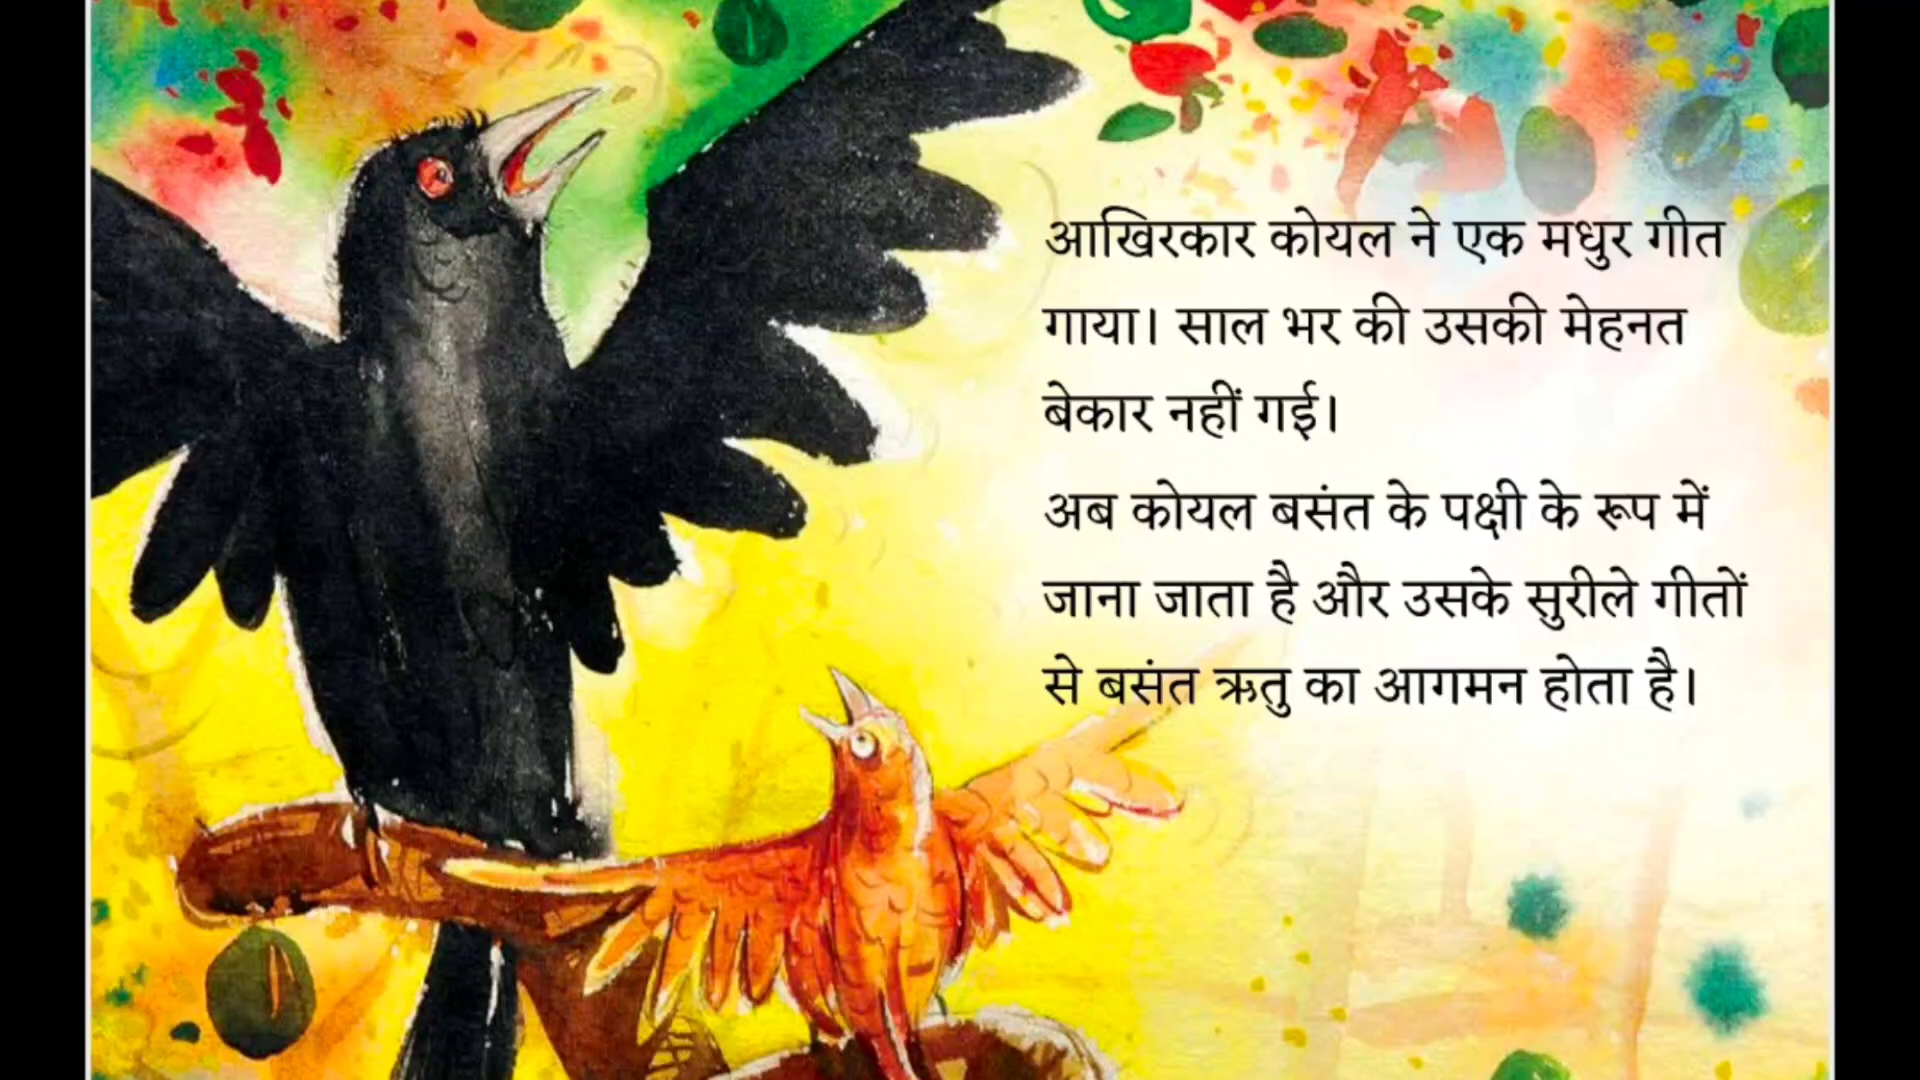 आखिरकार कोयल ने एक मधुर गीत
गाया। साल भर की उसकी मेहनत
बेकार नहीं गई।
अब कोयल बसंत के पक्षी के रूप में
जाना जाता है और उसके सुरीले गीतों
से बसंत ऋतु का आगमन होता है।